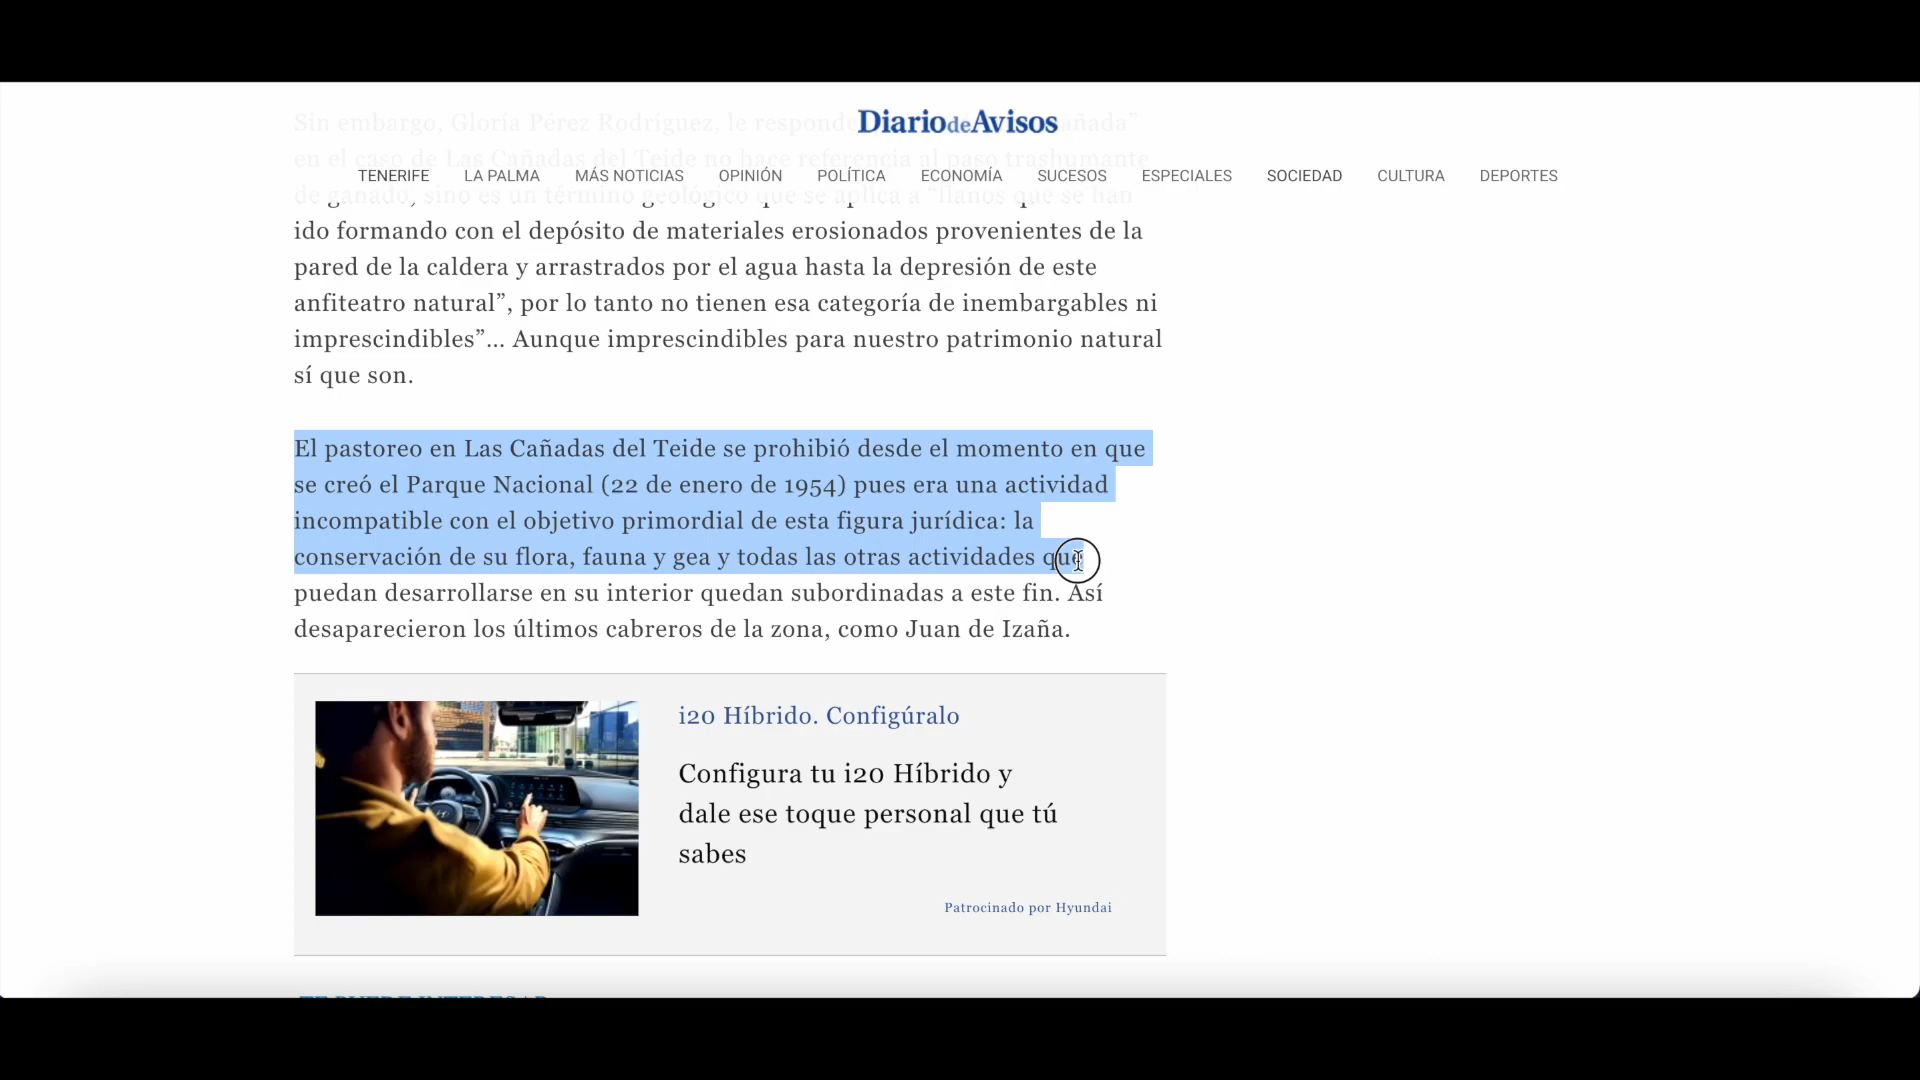 Diario de Avisos
TENERIFE LA PALMA MÁS NOTICIAS OPINIÓN POLÍTICA ECONOMÍA SUCESOS ESPECIALES SOCIEDAD CULTURA DEPORTES
Sin embargo, Gloria Pérez Rodríguez, le
en el caso de Las Cañadas del Teide no hace referencia al paso trashumante
de ganado, sino es un término geológico que se aplica a “llanos que se han
ido formando con el depósito de materiales erosionados provenientes de la
pared de la caldera y arrastrados por el agua hasta la depresión de este
anfiteatro natural”, por lo tanto no tienen esa categoría de inembargables ni
imprescindibles”... Aunque imprescindibles para nuestro patrimonio natural
sí que son.
El pastoreo en Las Cañadas del Teide se prohibió desde el momento en que
se creó el Parque Nacional (22 de enero de 1954) pues era una actividad
incompatible con el objetivo primordial de esta figura jurídica: la
conservación de su flora, fauna y gea y todas las otras actividades que
puedan desarrollarse en su interior quedan subordinadas a este fin. Así
desaparecieron los últimos cabreros de la zona, como Juan de Izaña.
i20 Híbrido. Configúralo
Configura tu i20 Híbrido y
dale ese toque personal que tú
sabes
Patrocinado por Hyundai
TE PUEDE INTERESAR